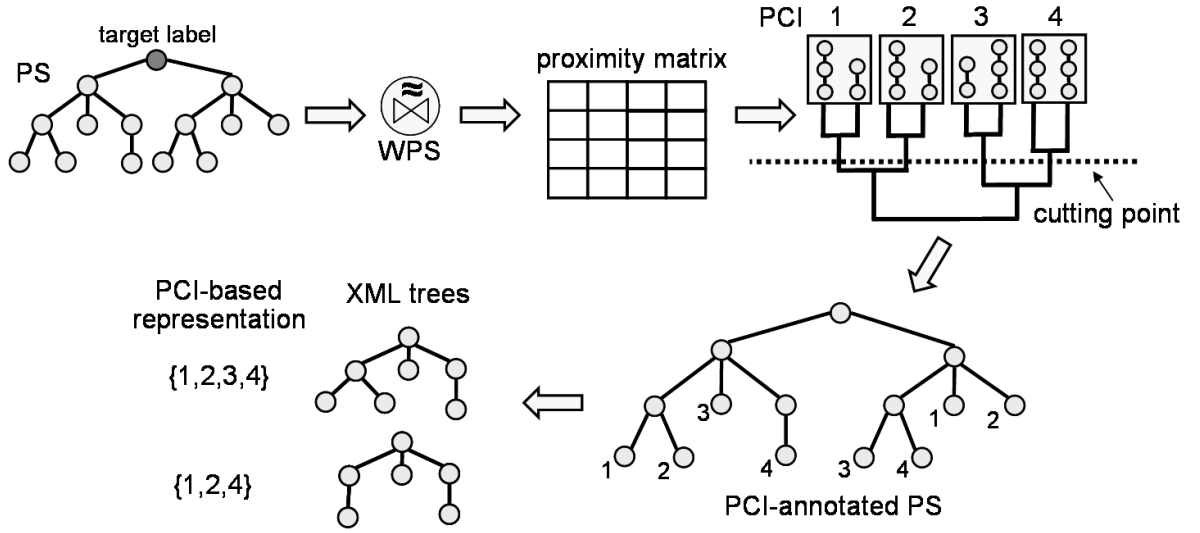 target label
PS
WPS
proximity matrix
PCI 1 2 3 4
cutting point
PCI-based
representation
XML trees
{1,2,3,4}
{1,2,4}
3 1 2
1 2 4 3 4
PCI-annotated PS